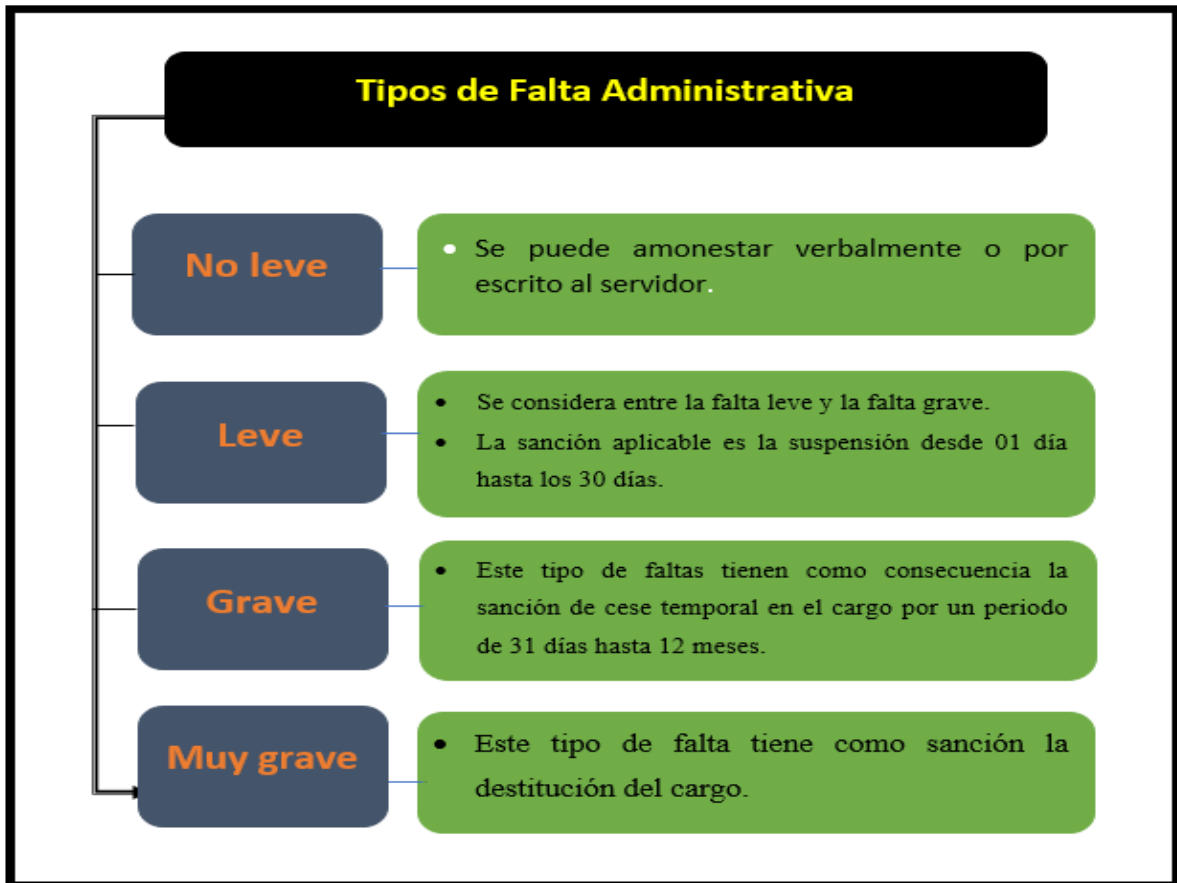 Tipos de Falta Administrativa
No leve
• Se puede amonestar verbalmente o por
escrito al servidor.
Leve
• Se considera entre la falta leve y la falta grave.
• La sanción aplicable es la suspensión desde 01 día
hasta los 30 días.
Grave
• Este tipo de faltas tienen como consecuencia la
sanción de cese temporal en el cargo por un periodo
de 31 días hasta 12 meses.
Muy grave
• Este tipo de falta tiene como sanción la
destitución del cargo.